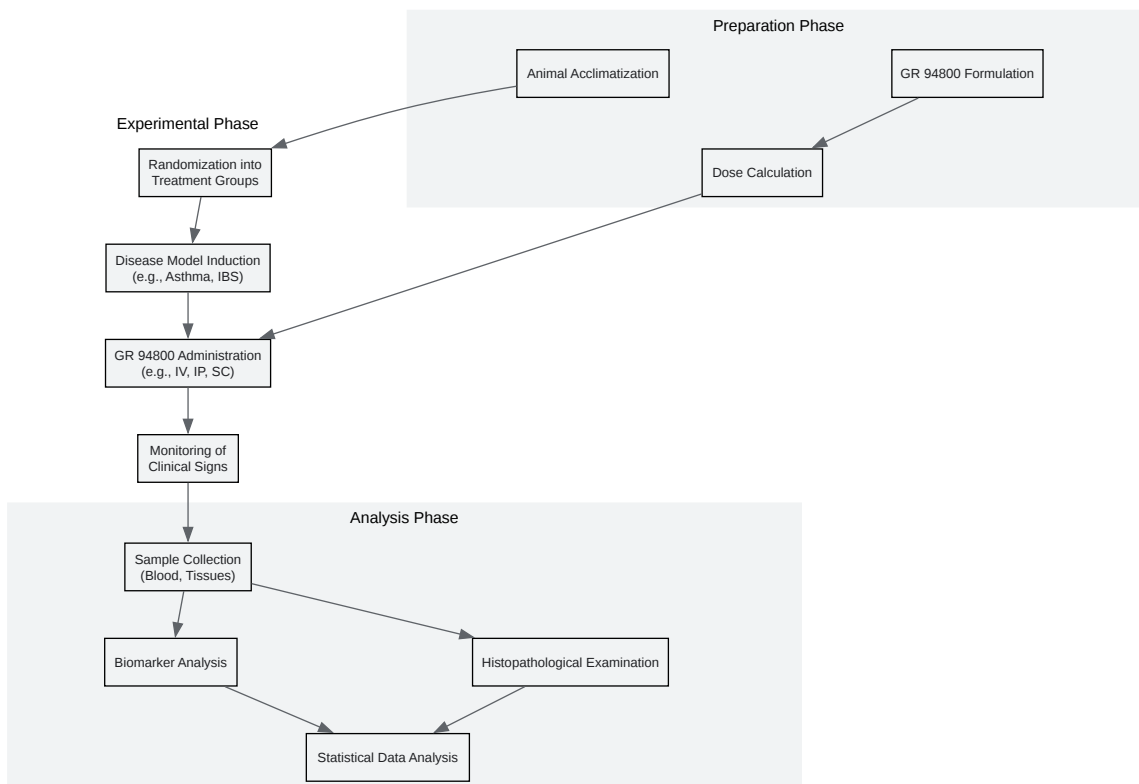 Preparation Phase
Animal Acclimatization
GR 94800 Formulation
Experimental Phase
Randomization into
Treatment Groups
Dose Calculation
Disease Model Induction
(e.g., Asthma, IBS)
GR 94800 Administration
(e.g., IV, IP, SC)
Monitoring of
Clinical Signs
Analysis Phase
Sample Collection
(Blood, Tissues)
Biomarker Analysis
Histopathological Examination
Statistical Data Analysis